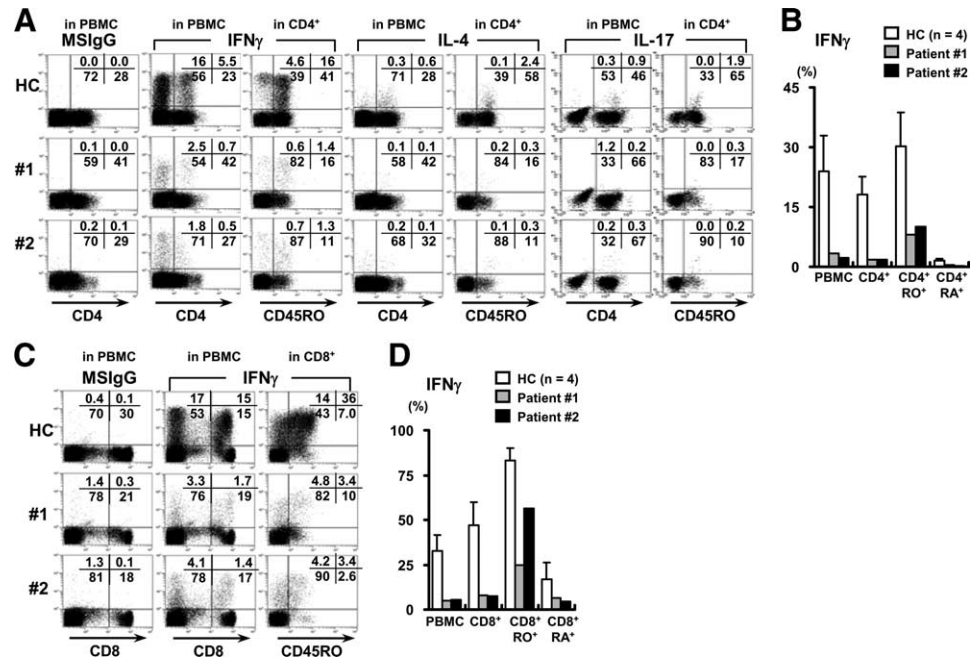 A
in PBMC in PBMC in CD4⁺ in PBMC in CD4⁺ in PBMC in CD4⁺
MSIgG IFNγ IL-4 IL-17
HC
0.0 0.0 16 5.5 4.6 16 0.3 0.6 0.1 2.4 0.3 0.9 0.0 1.9
72 28 56 23 39 41 71 28 39 58 53 46 33 65
#1
0.1 0.0 2.5 0.7 0.6 1.4 0.1 0.1 0.2 0.3 1.2 0.2 0.0 0.3
59 41 54 42 82 16 58 42 84 16 33 66 83 17
#2
0.2 0.1 1.8 0.5 0.7 1.3 0.2 0.1 0.1 0.3 0.2 0.3 0.0 0.2
70 29 71 27 87 11 68 32 88 11 32 67 90 10
CD4 CD4 CD45RO CD4 CD45RO CD4 CD45RO
B
IFNγ
HC (n = 4)
Patient #1
Patient #2
(%)
45
30
15
0
PBMC CD4⁺ CD4⁺ CD4⁺
RO⁺ RA⁺
C
in PBMC in PBMC in CD8⁺
MSIgG IFNγ
HC
0.4 0.1 17 15 14 36
70 30 53 15 43 7.0
#1
1.4 0.3 3.3 1.7 4.8 3.4
78 21 76 19 82 10
#2
1.3 0.1 4.1 1.4 4.2 3.4
81 18 78 17 90 2.6
CD8 CD8 CD45RO
D
IFNγ
HC (n = 4)
Patient #1
Patient #2
(%)
100
75
50
25
0
PBMC CD8⁺ CD8⁺ CD8⁺
RO⁺ RA⁺